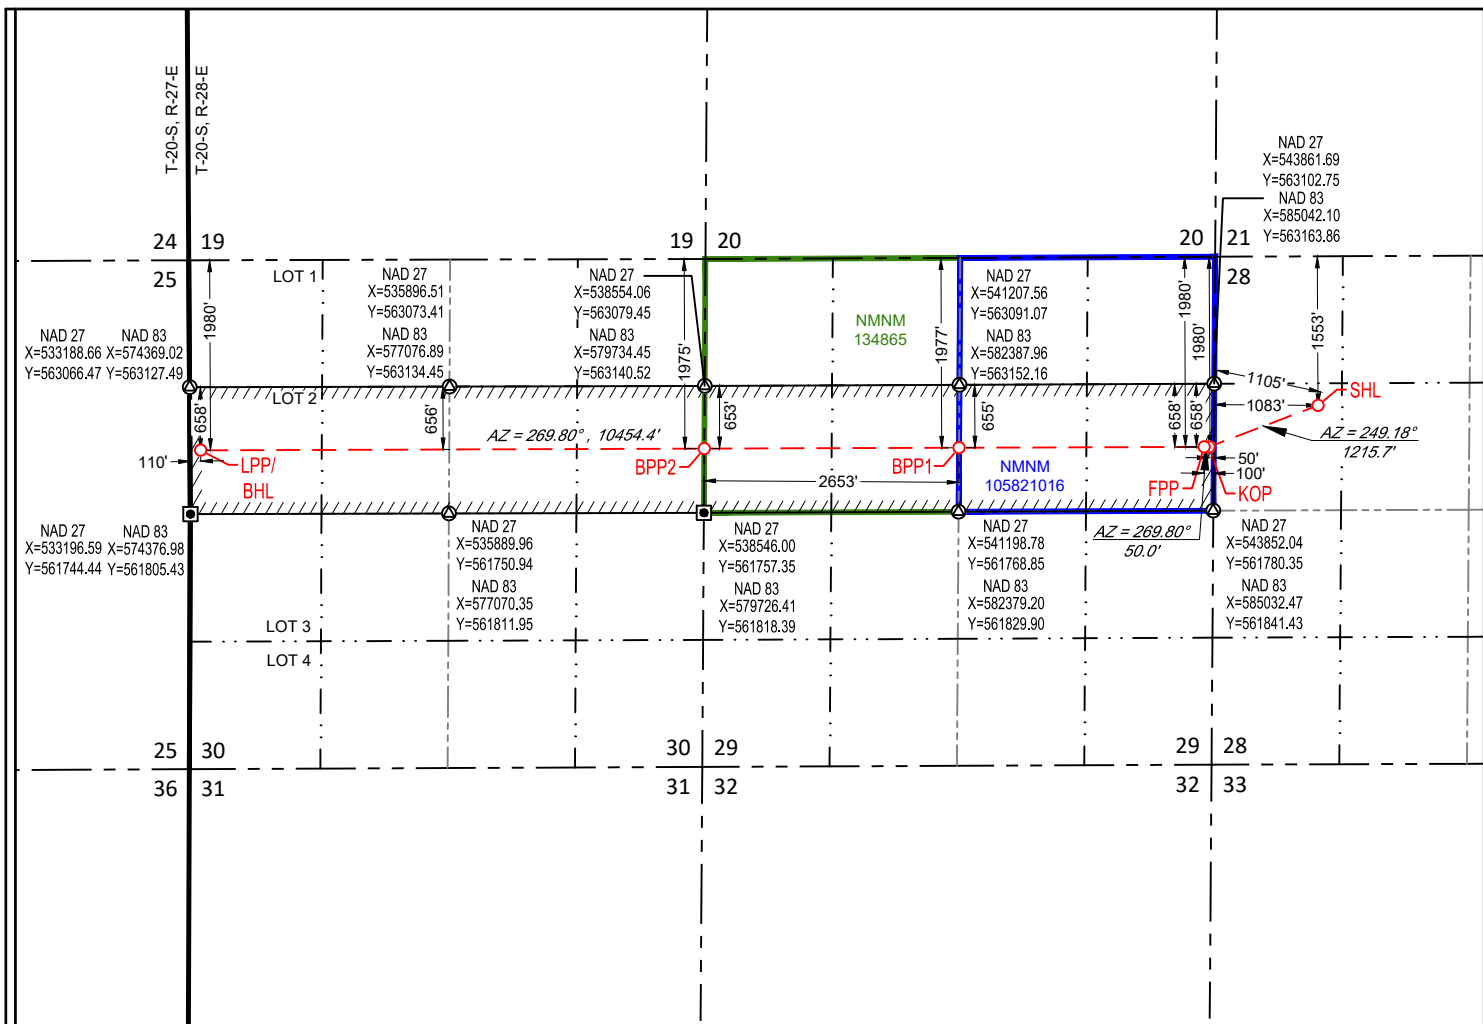 T-20-S, R-27-E
T-20-S, R-28-E
NAD 27
X=543861.69
Y=563102.75
NAD 83
X=585042.10
Y=563163.86
24 19
19 20
20 21
25
28
LOT 1
NAD 27
X=535896.51
Y=563073.41
NAD 83
X=577076.89
Y=563134.45
NAD 27
X=538554.06
Y=563079.45
NAD 83
X=579734.45
Y=563140.52
NMNM
134865
NAD 27
X=541207.56
Y=563091.07
NAD 83
X=582387.96
Y=563152.16
1980'
1975'
1977'
1980'
1980'
1553'
NAD 27 NAD 83
X=533188.66 X=574369.02
Y=563066.47 Y=563127.49
LOT 2
658'
656'
653'
655'
658'
658'
1105'
1083'
SHL
AZ = 269.80° , 10454.4'
AZ = 249.18°
1215.7'
110'
LPP/
BHL
BPP2
BPP1
2653'
NMNM
105821016
FPP
KOP
50'
100'
AZ = 269.80°
50.0'
NAD 27 NAD 83
X=533196.59 X=574376.98
Y=561744.44 Y=561805.43
NAD 27
X=535889.96
Y=561750.94
NAD 83
X=577070.35
Y=561811.95
NAD 27
X=538546.00
Y=561757.35
NAD 83
X=579726.41
Y=561818.39
NAD 27
X=541198.78
Y=561768.85
NAD 83
X=582379.20
Y=561829.90
NAD 27
X=543852.04
Y=561780.35
NAD 83
X=585032.47
Y=561841.43
LOT 3
LOT 4
25 30
30 29
29 28
36 31
31 32
32 33